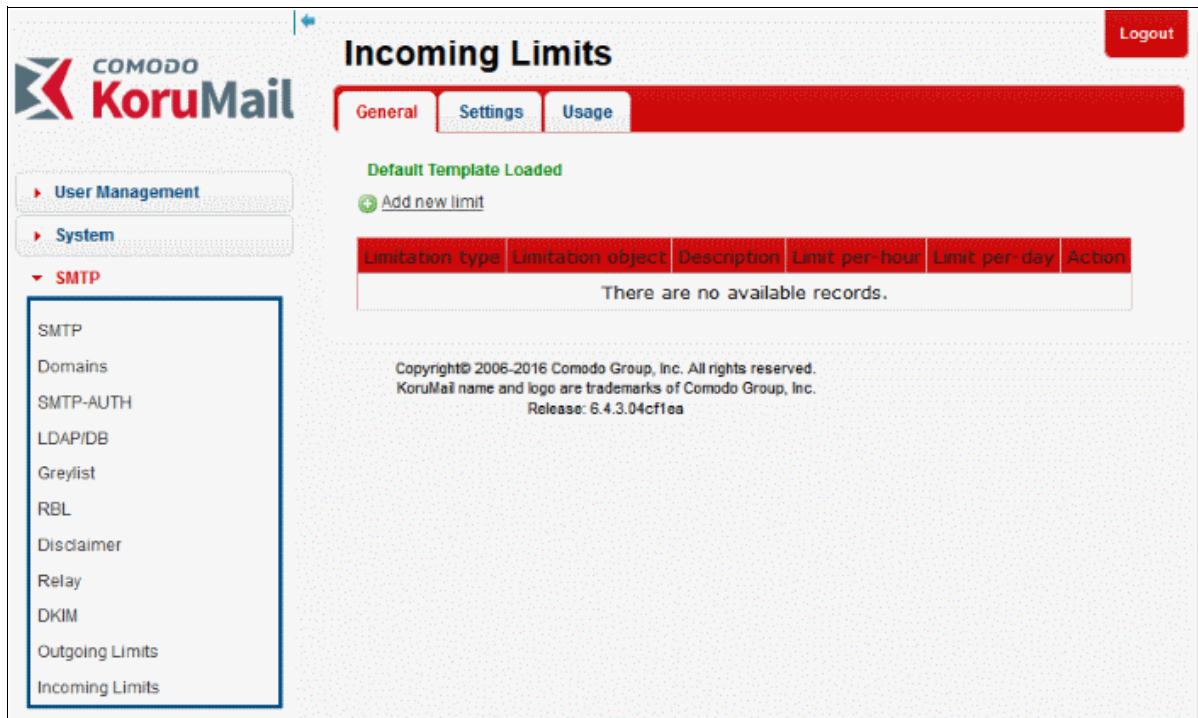 Logout
Incoming Limits
COMODO
KoruMail
General Settings Usage
Default Template Loaded
Add new limit
User Management
System
SMTP
Limitation type Limitation object Description Limit per-hour Limit per-day Action
There are no available records.
SMTP
Domains
SMTP-AUTH
LDAP/DB
Greylist
RBL
Disclaimer
Relay
DKIM
Outgoing Limits
Incoming Limits
Copyright© 2006-2016 Comodo Group, Inc. All rights reserved.
KoruMail name and logo are trademarks of Comodo Group, Inc.
Release: 6.4.3.04cf1ea